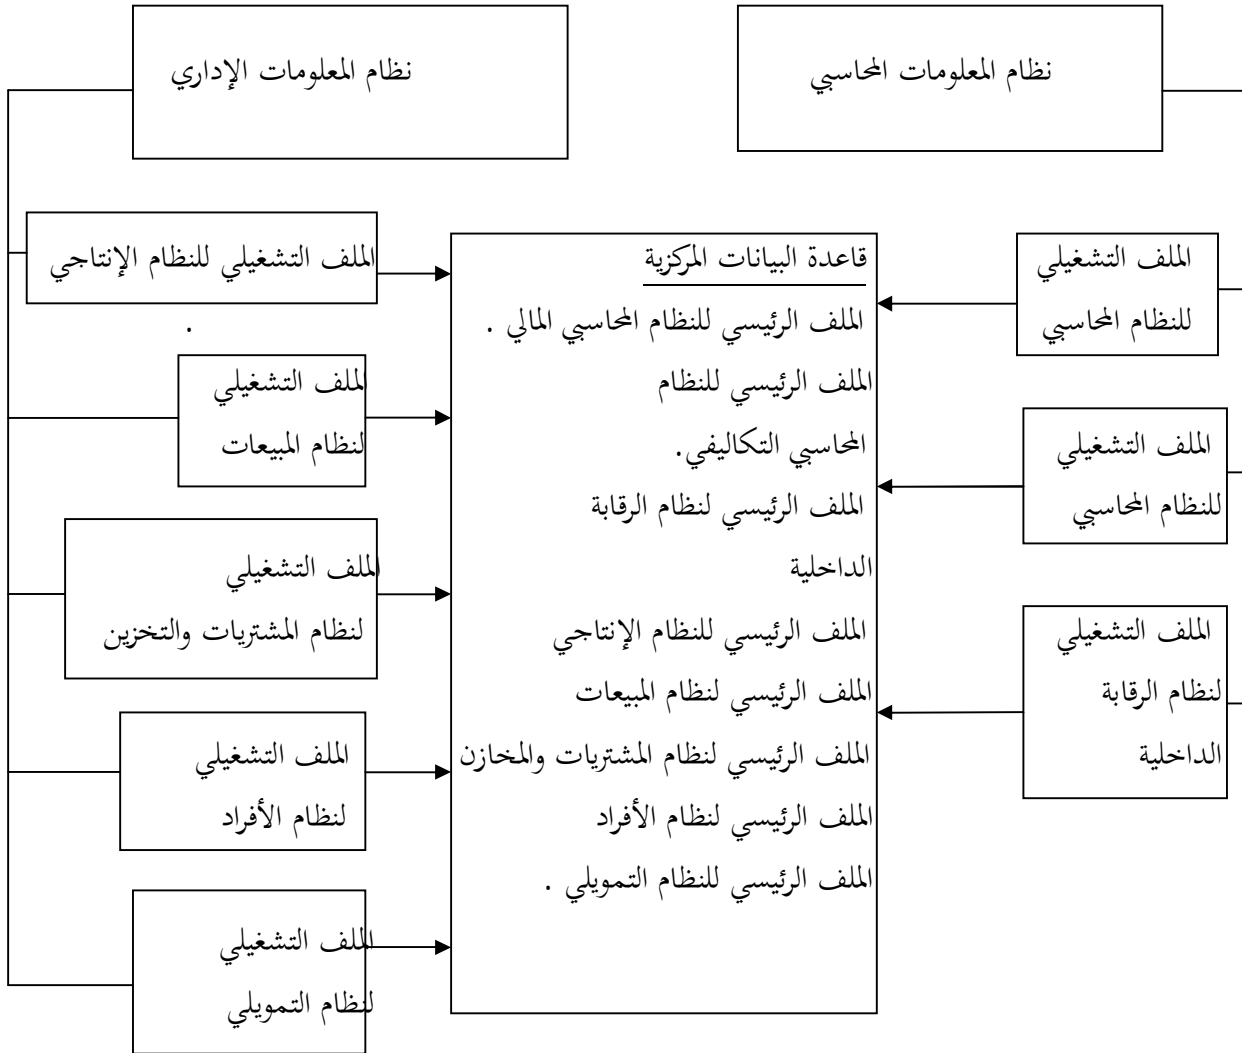 نظام المعلومات المحاسبي
نظام المعلومات الإداري
الملف التشغيلي
للنظام المحاسبي
الملف التشغيلي
للنظام المحاسبي
الملف التشغيلي
لنظام الرقابة
الداخلية
قاعدة البيانات المركزية
الملف الرئيسي للنظام المحاسبي المالي .
الملف الرئيسي للنظام
المحاسبي التكاليفي.
الملف الرئيسي لنظام الرقابة
الداخلية
الملف الرئيسي للنظام الإنتاجي
الملف الرئيسي لنظام المبيعات
الملف الرئيسي لنظام المشتريات والمخازن
الملف الرئيسي لنظام الأفراد
الملف الرئيسي للنظام التمويلي .
الملف التشغيلي للنظام الإنتاجي
.
الملف التشغيلي
لنظام المبيعات
الملف التشغيلي
لنظام المشتريات والتخزين
الملف التشغيلي
لنظام الأفراد
الملف التشغيلي
لنظام التمويلي